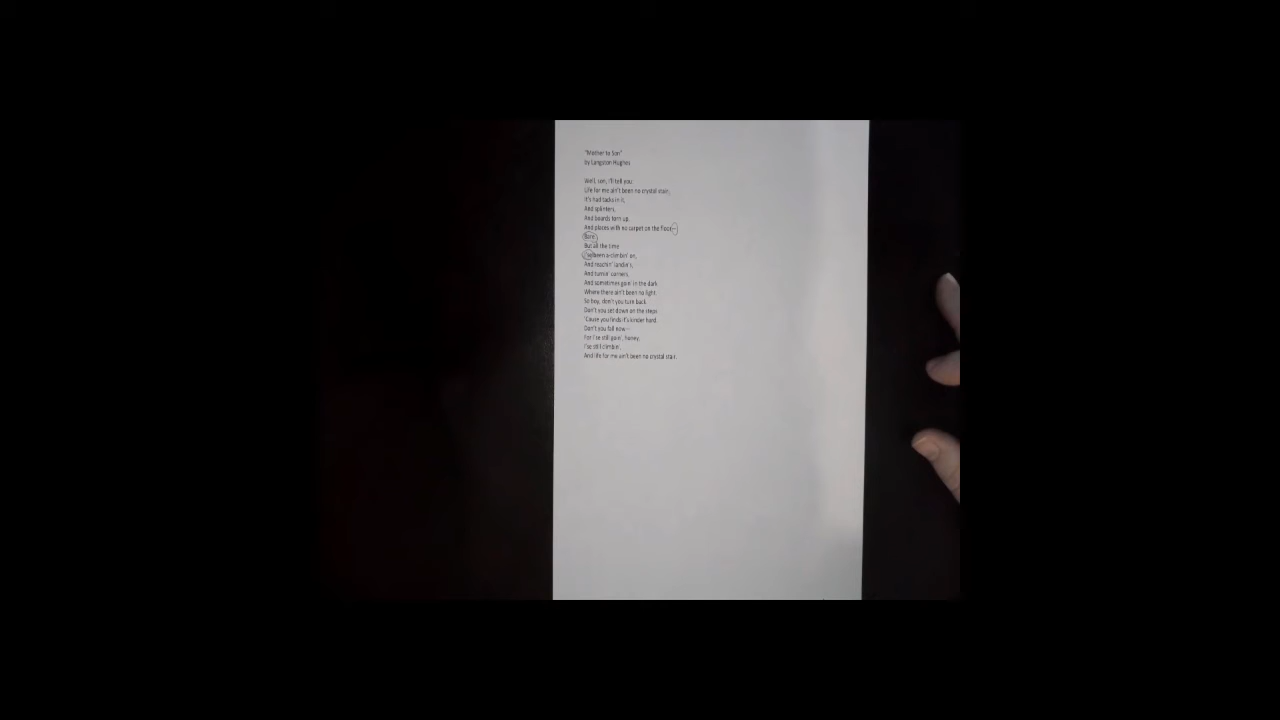 "Mother to Son"
by Langston Hughes
Well, son, I'll tell you:
Life for me ain't been no crystal stair.
It's had tacks in it,
And splinters,
And boards torn up,
And places with no carpet on the floor—
Bare.
But all the time
I'se been a-climbin' on,
And reachin' landin's,
And turnin' corners,
And sometimes goin' in the dark
Where there ain't been no light.
So boy, don't you turn back.
Don't you set down on the steps
'Cause you finds it's kinder hard.
Don't you fall now—
For I'se still goin', honey,
I'se still climbin',
And life for me ain't been no crystal stair.